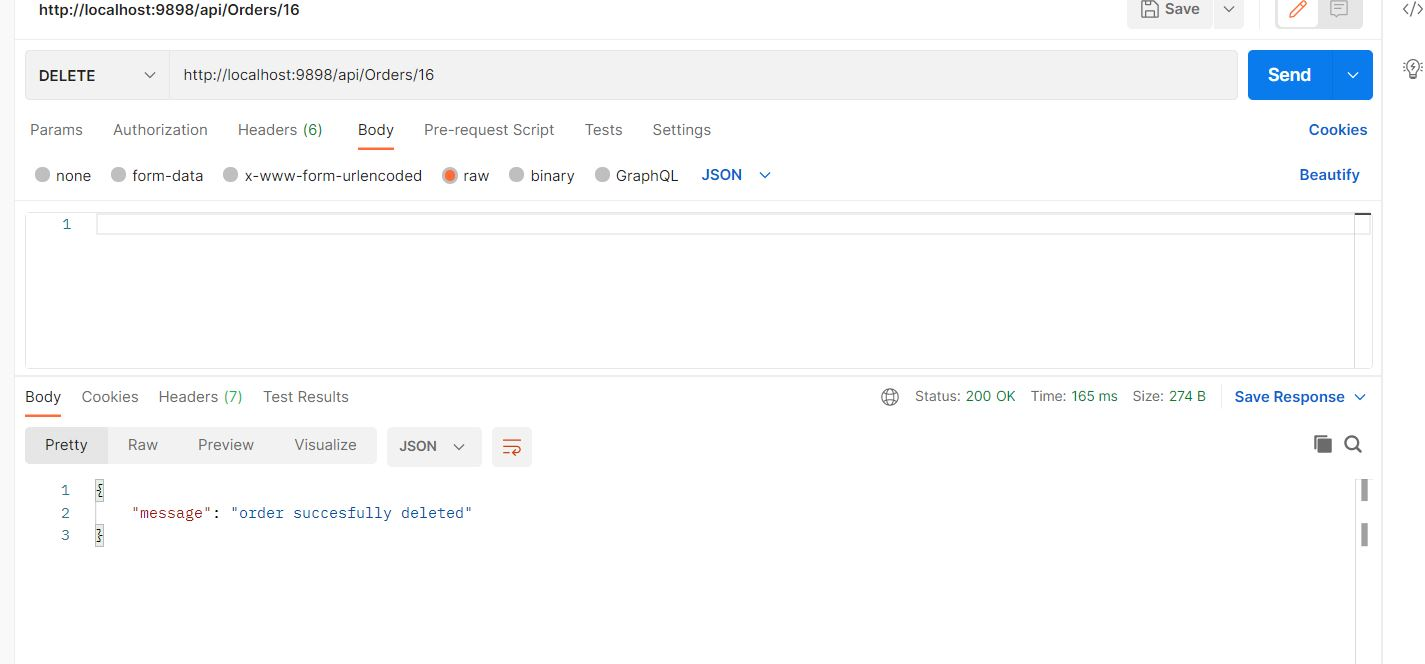 http://localhost:9898/api/Orders/16 Save
DELETE http://localhost:9898/api/Orders/16 Send
Params Authorization Headers (6) Body Pre-request Script Tests Settings Cookies
none form-data x-www-form-urlencoded raw binary GraphQL JSON Beautify
1
Body Cookies Headers (7) Test Results Status: 200 OK Time: 165 ms Size: 274 B Save Response
Pretty Raw Preview Visualize JSON
1 {
2 "message": "order succesfully deleted"
3 }